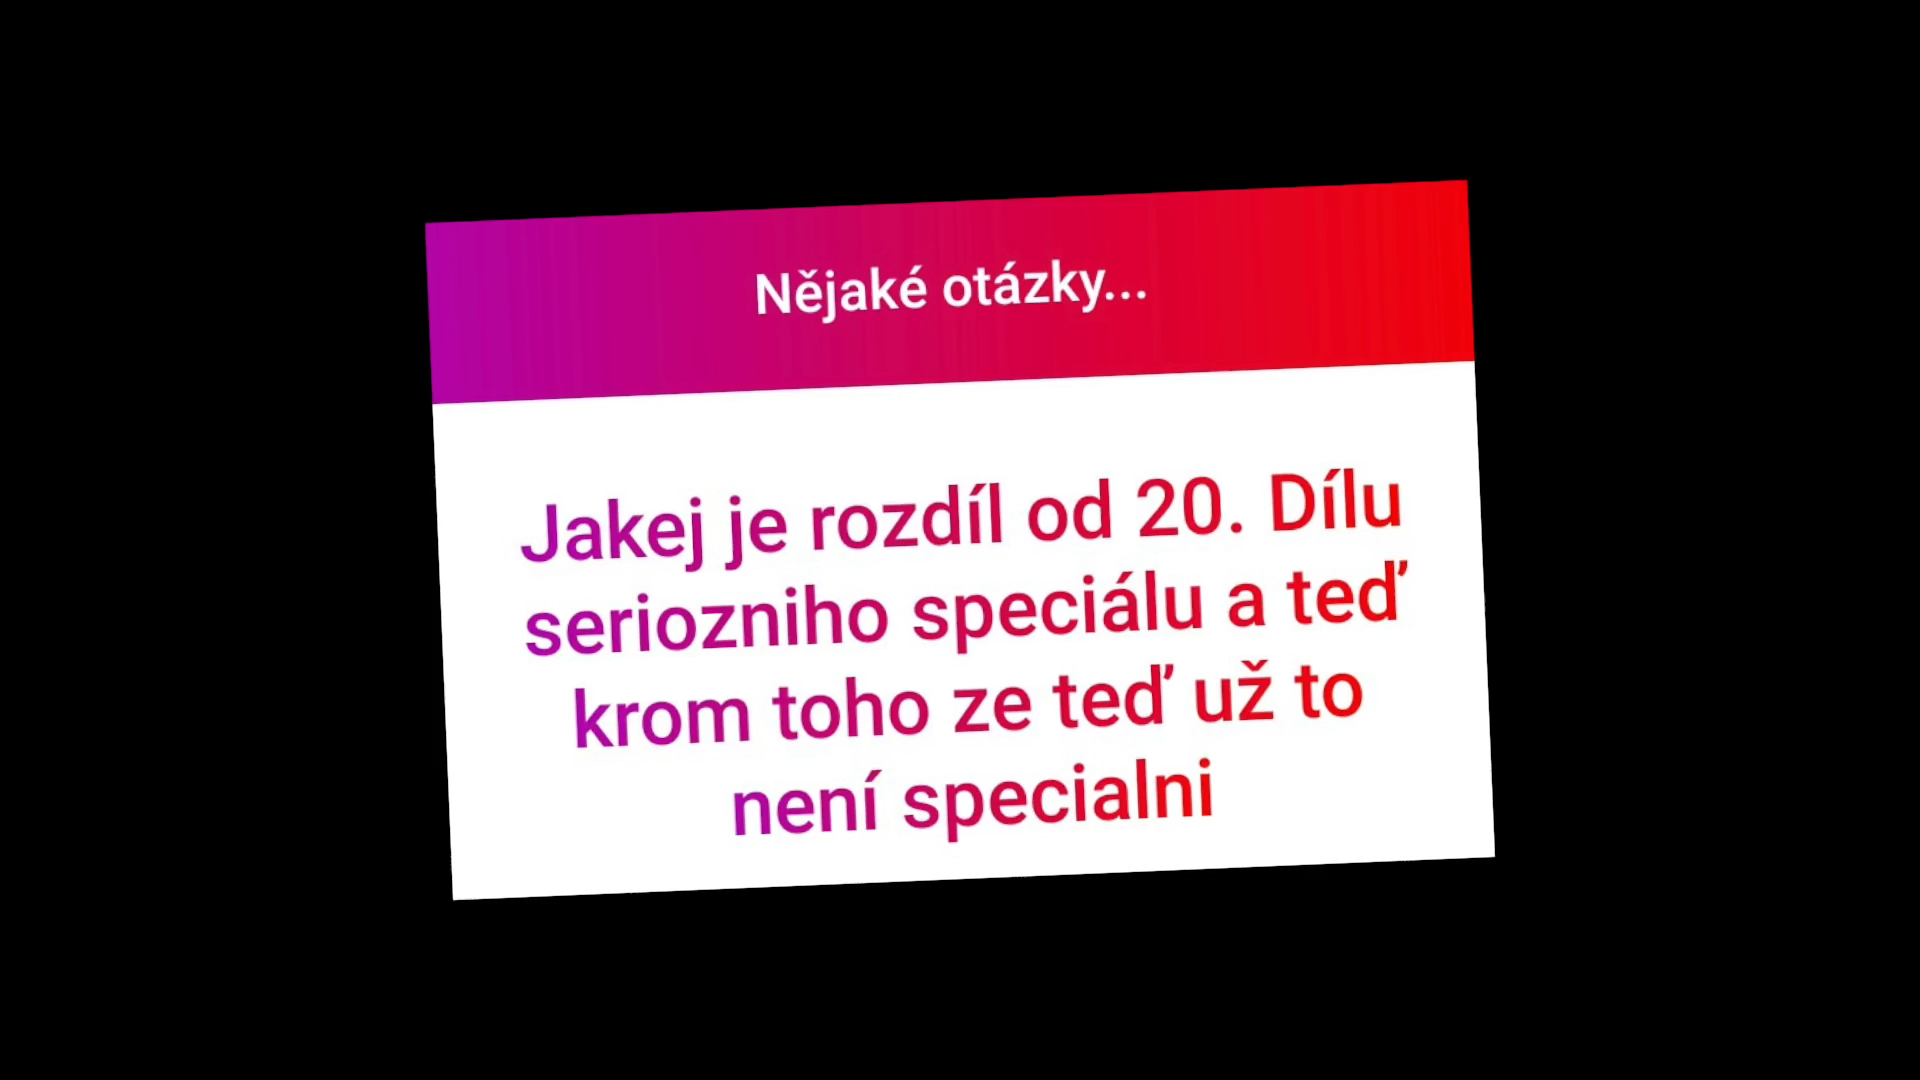 Nějaké otázky...
Jakej je rozdíl od 20. Dílu
seriozniho speciálu a teď
krom toho ze teď už to
není specialni